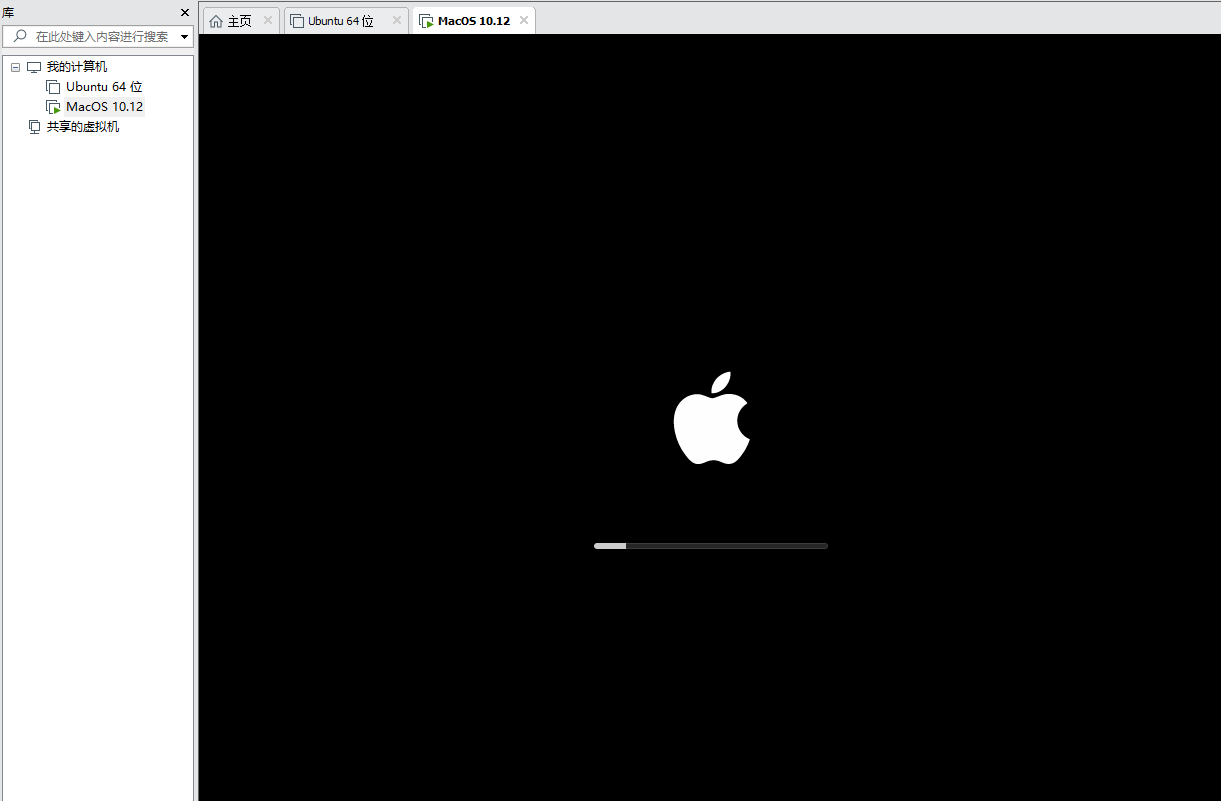 库
在此处键入内容进行搜索
我的计算机
Ubuntu 64 位
MacOS 10.12
共享的虚拟机
主页
Ubuntu 64 位
MacOS 10.12